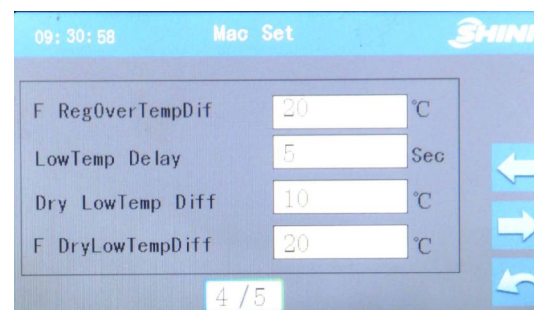 09:30:58 Mac Set SHINI
F RegOverTempDif 20 ℃
LowTemp Delay 5 Sec
Dry LowTemp Diff 10 ℃
F DryLowTempDiff 20 ℃
4/5